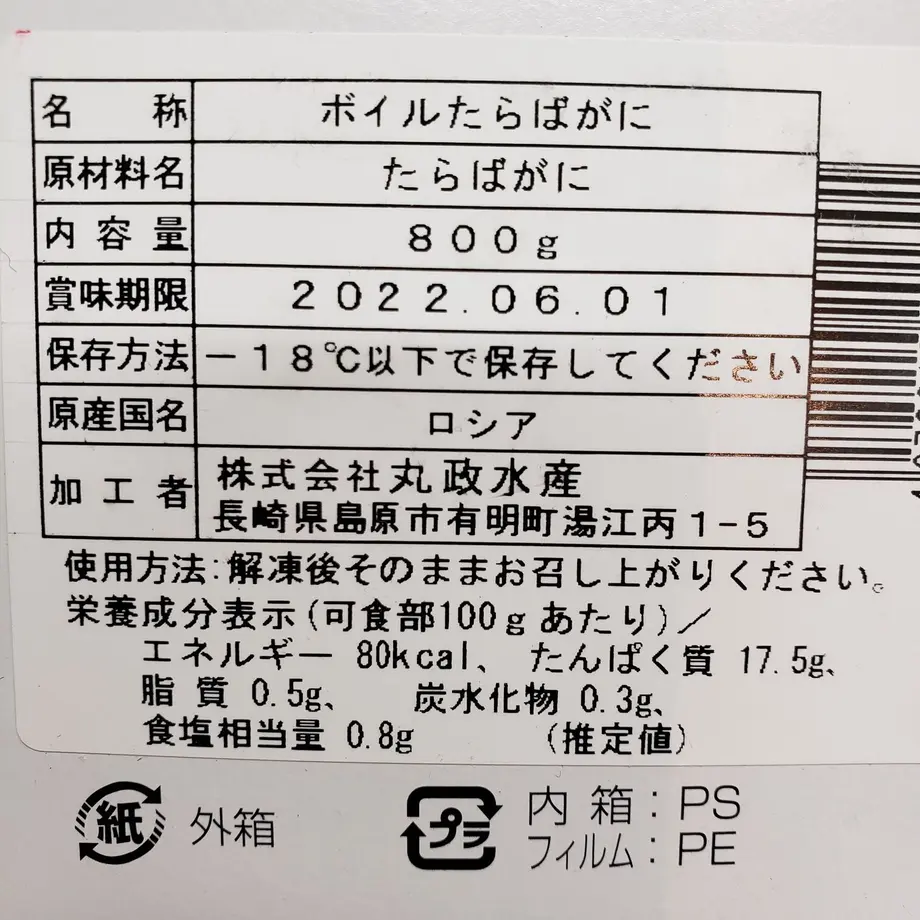 名称 ボイルたらばがに
原材料名 たらばがに
内容量 800g
賞味期限 2022.06.01
保存方法 -18℃以下で保存してください
原産国名 ロシア
加工者 株式会社丸政水産
長崎県島原市有明町湯江丙1-5
使用方法:解凍後そのままお召し上がりください。
栄養成分表示(可食部100gあたり)/
エネルギー 80kcal、 たんぱく質 17.5g、
脂質 0.5g、 炭水化物 0.3g、
食塩相当量 0.8g (推定値)
紙 外箱
プラ 内箱:PS
フィルム:PE